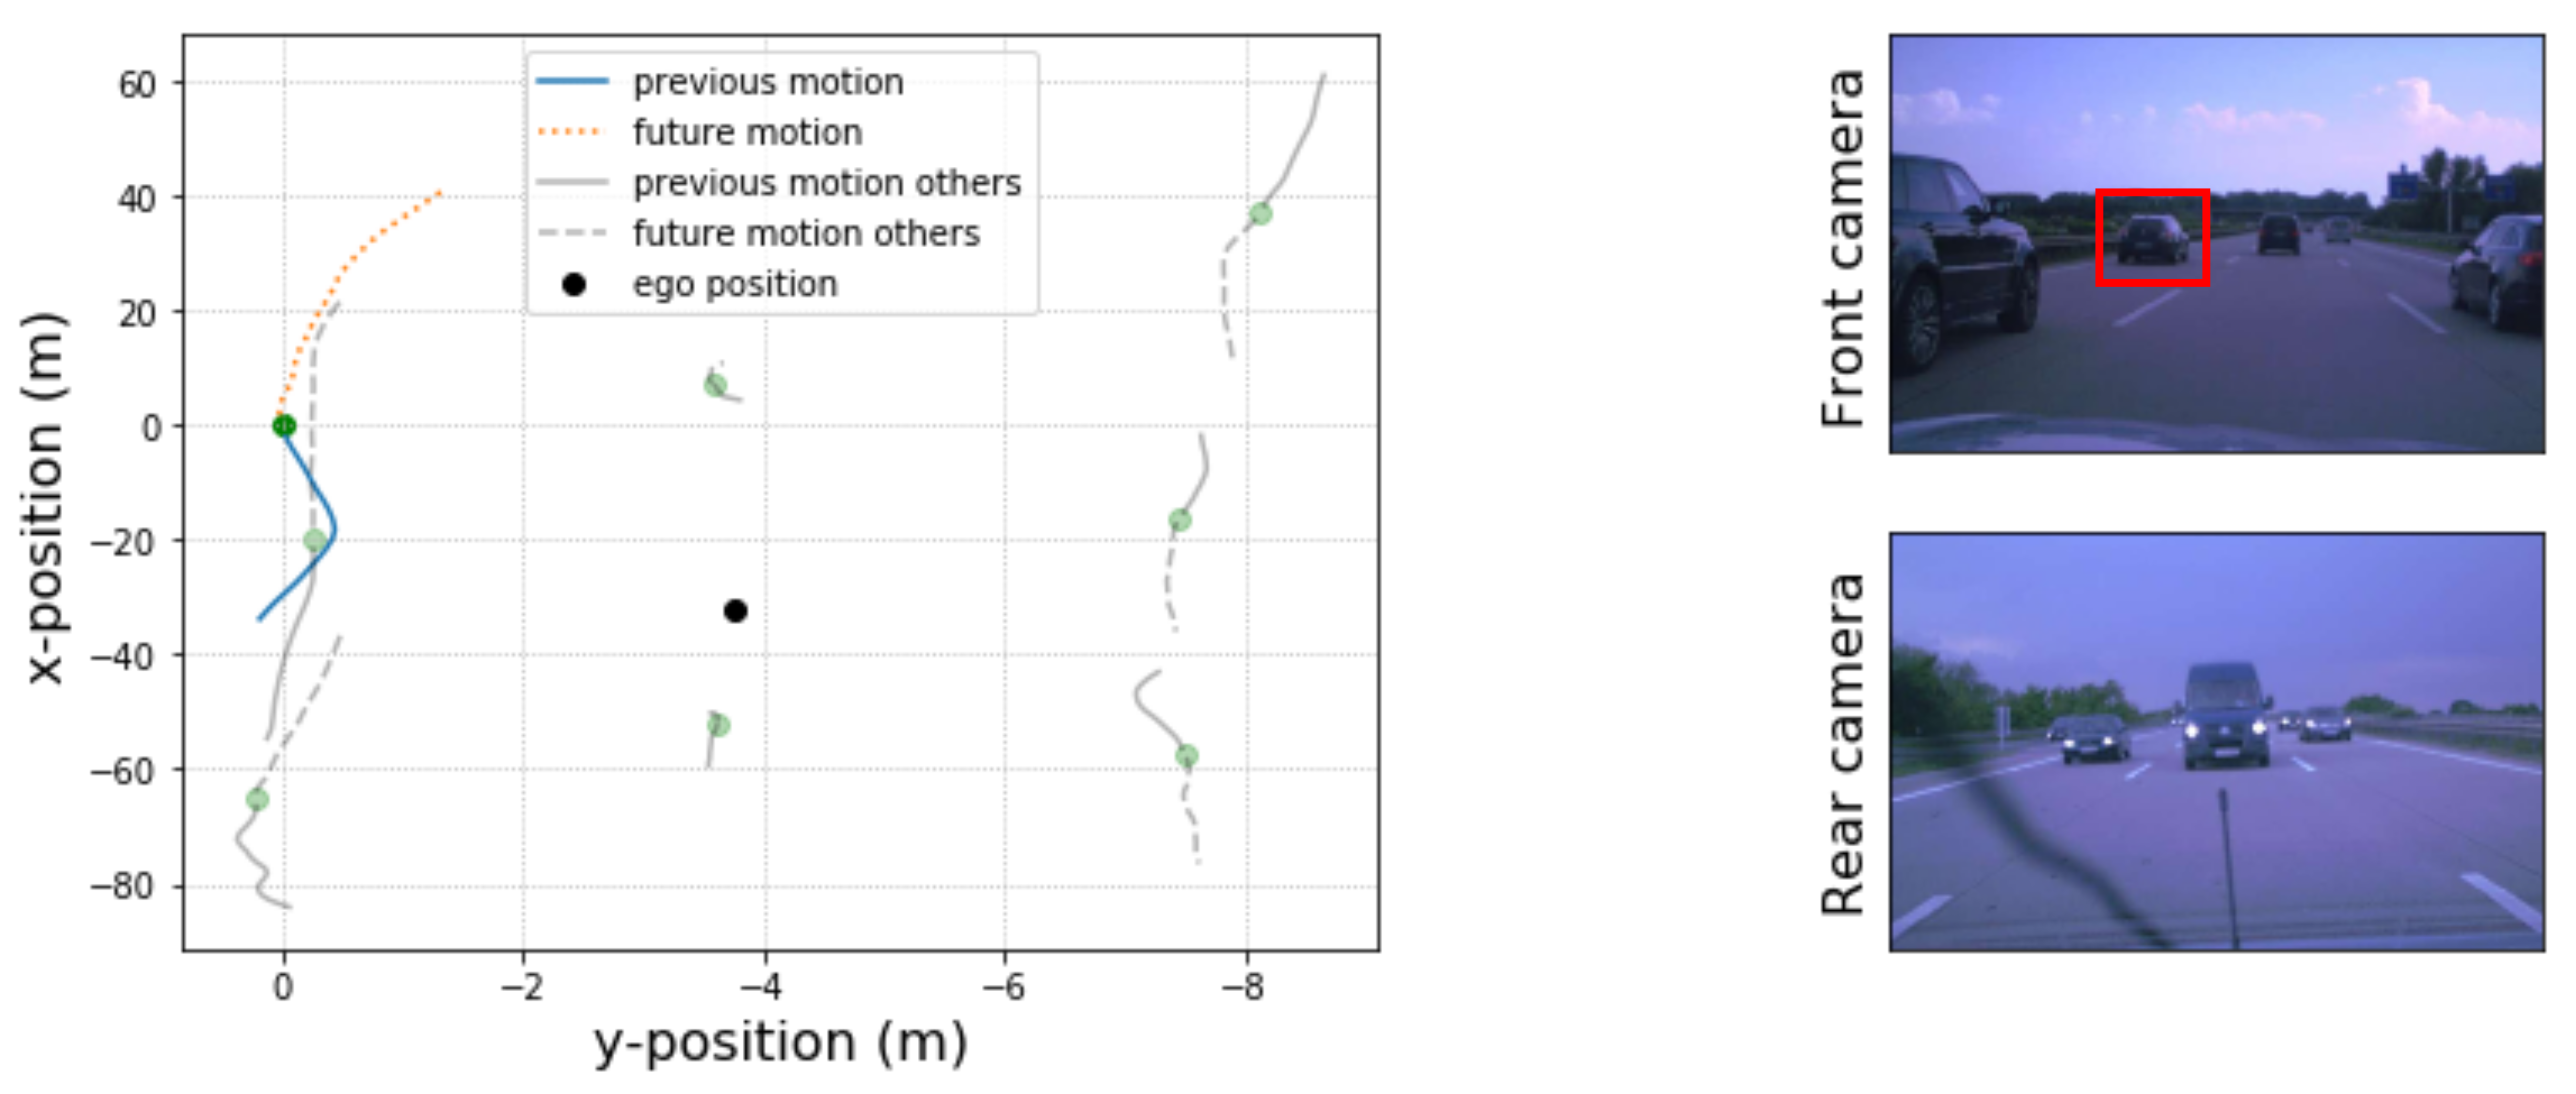 60
40
20
0
−20
−40
−60
−80
x-position (m)
previous motion
future motion
previous motion others
future motion others
ego position
0
−2
−4
−6
−8
y-position (m)
Front camera
Rear camera